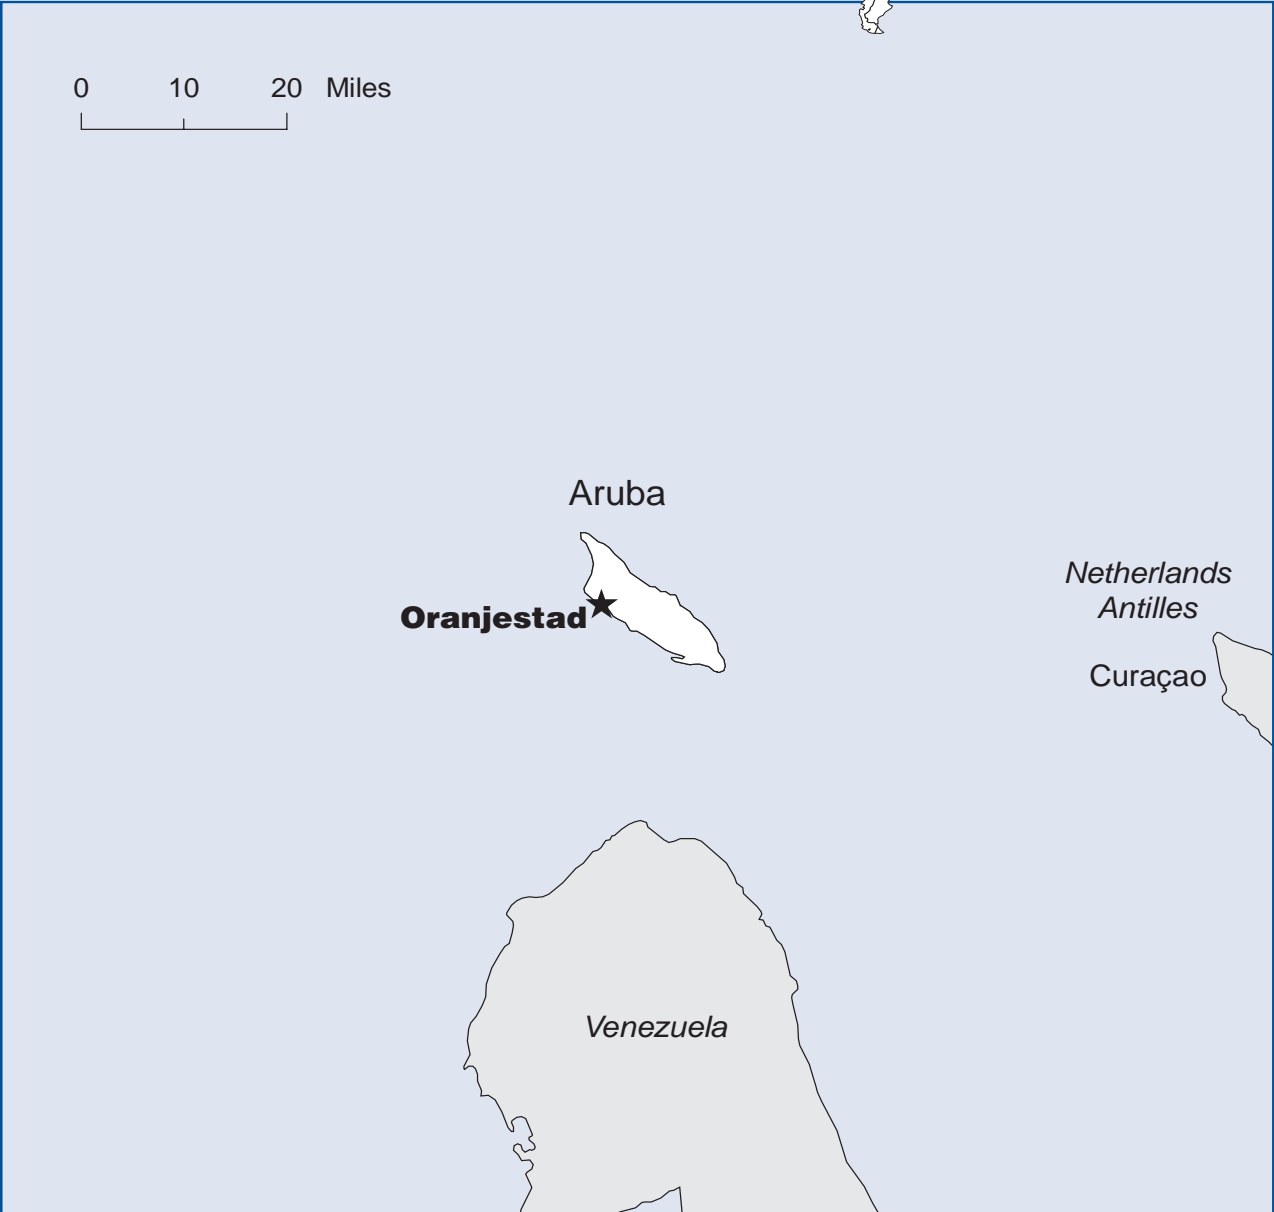 0 10 20 Miles
Aruba
Oranjestad
Netherlands
Antilles
Curaçao
Venezuela